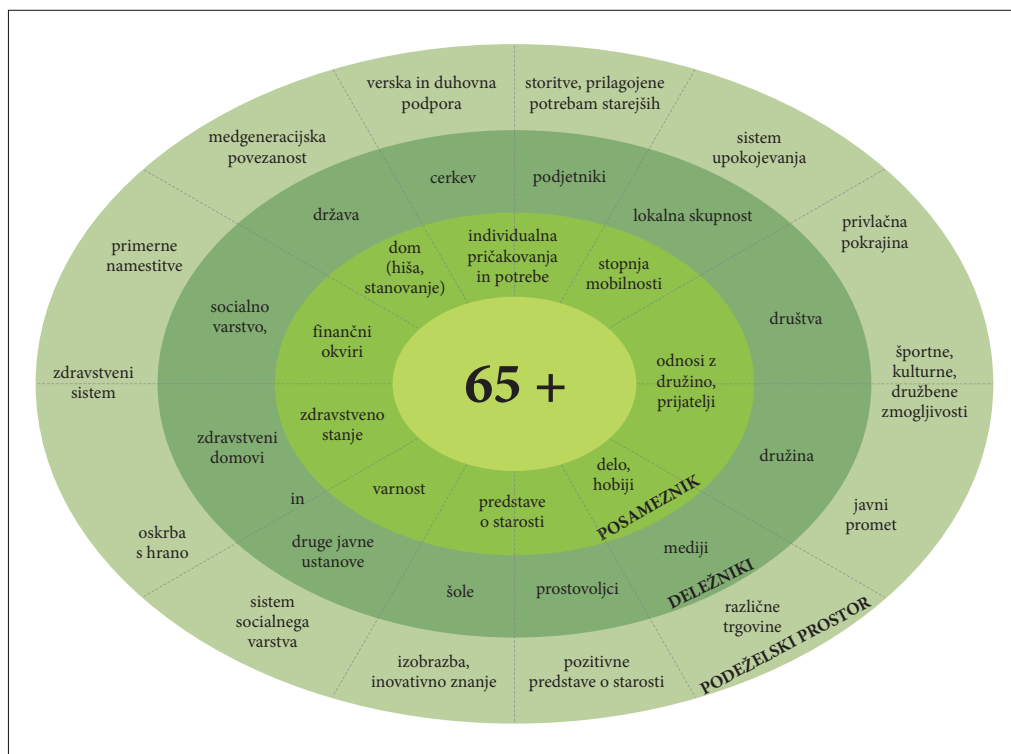 verska in duhovna
podpora
storitve, prilagojene
potrebam starejših
medgeneracijska
povezanost
sistem
upokojevanja
primerne
namestitve
privlačna
pokrajina
zdravstveni
sistem
športne,
kulturne,
družbene
zmogljivosti
oskrba
s hrano
javni
promet
sistem
socialnega
varstva
različne
trgovine
izobrazba,
inovativno znanje
pozitivne
predstave o starosti
PODEŽELSKI PROSTOR
cerkev
podjetniki
država
lokalna skupnost
socialno
varstvo,
društva
zdravstveni
domovi
družina
in
druge javne
ustanove
mediji
šole
prostovoljci
DELEŽNIKI
dom
(hiša,
stanovanje)
individualna
pričakovanja
in potrebe
stopnja
mobilnosti
finančni
okviri
odnosi z
družino,
prijatelji
zdravstveno
stanje
delo,
hobiji
varnost
predstave
o starosti
POSAMEZNIK
65 +